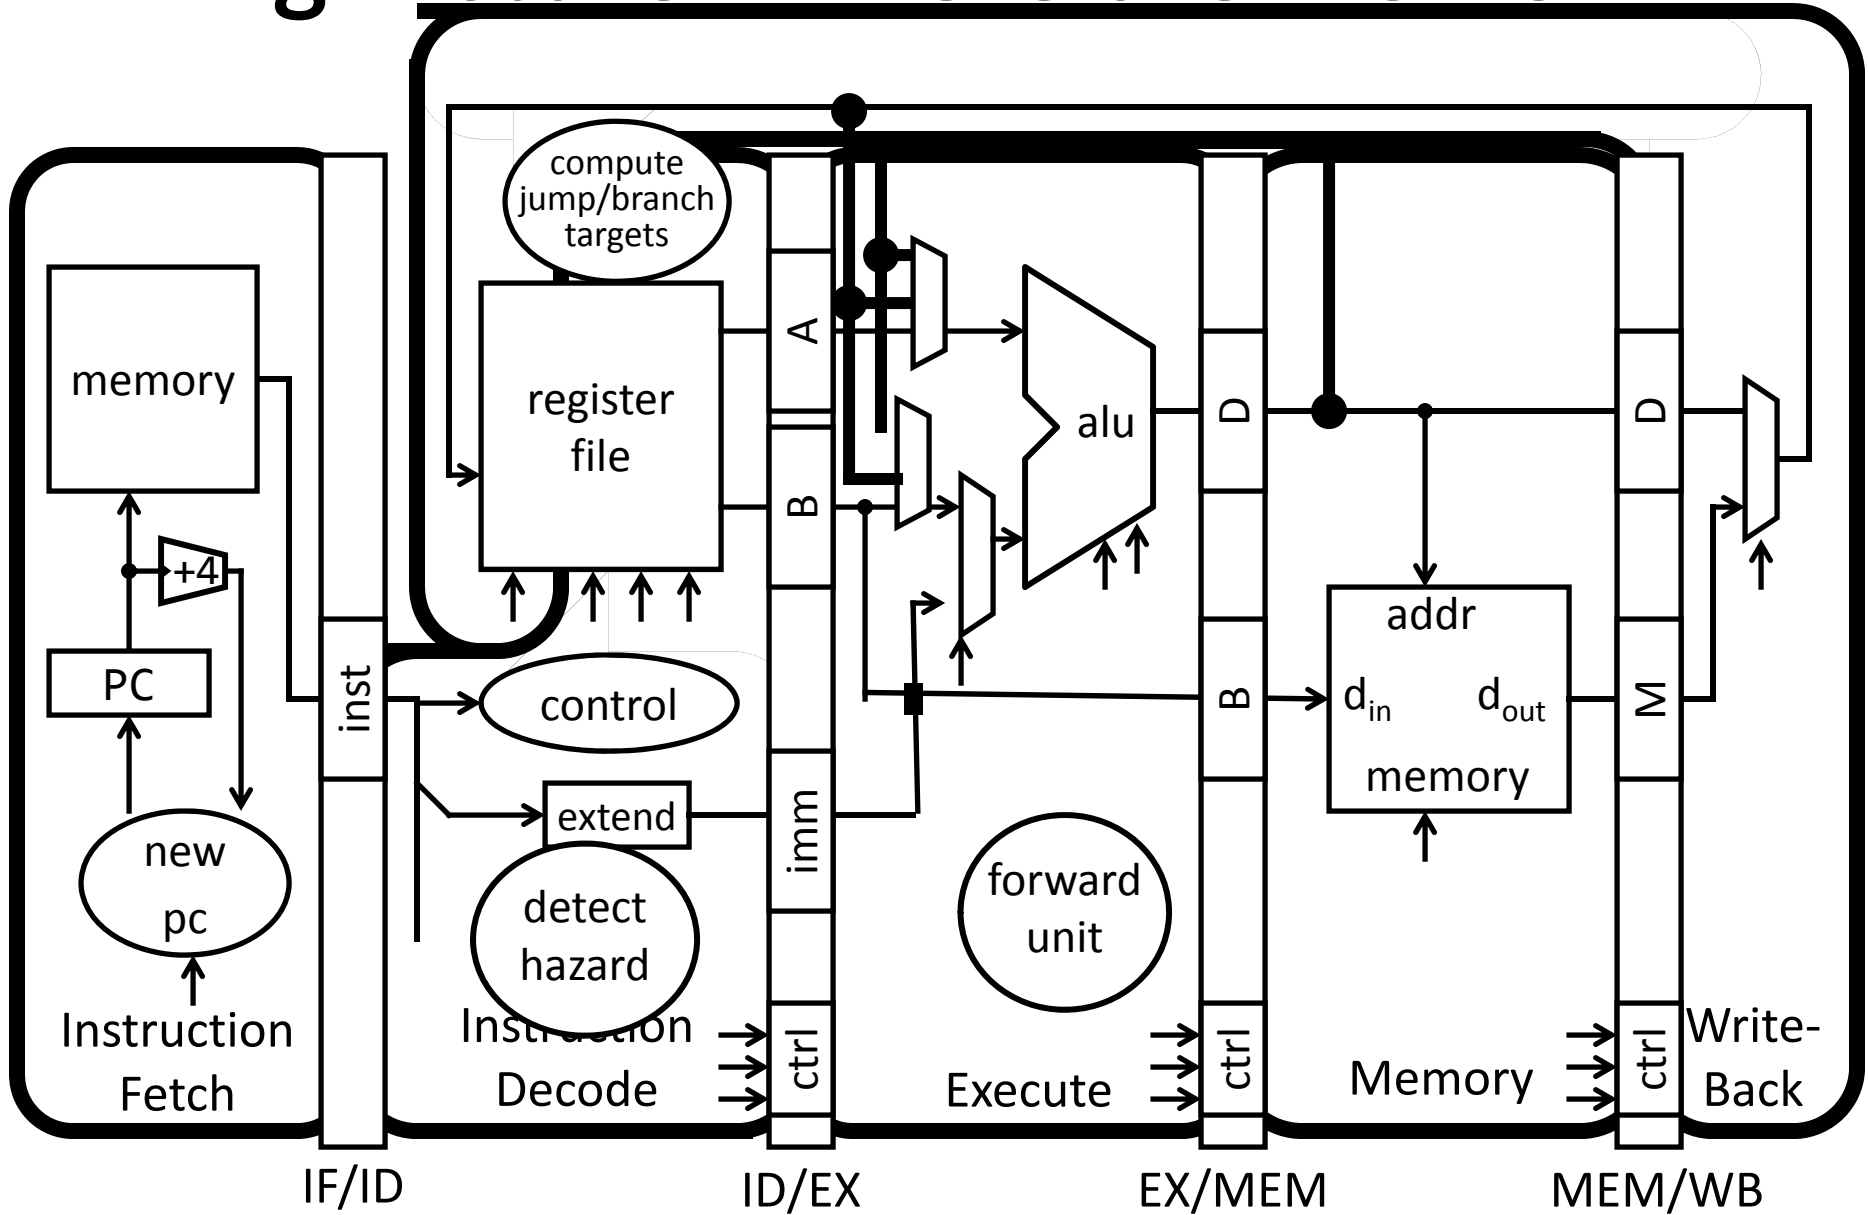 compute
jump/branch
targets
memory
register
file
A
B
alu
D
B
D
M
+4
PC
inst
control
addr
d_in
d_out
memory
extend
imm
new
pc
detect
hazard
forward
unit
Instruction
Fetch
Instruction
Decode
ctrl
Execute
ctrl
Memory
ctrl
Write-
Back
IF/ID
ID/EX
EX/MEM
MEM/WB